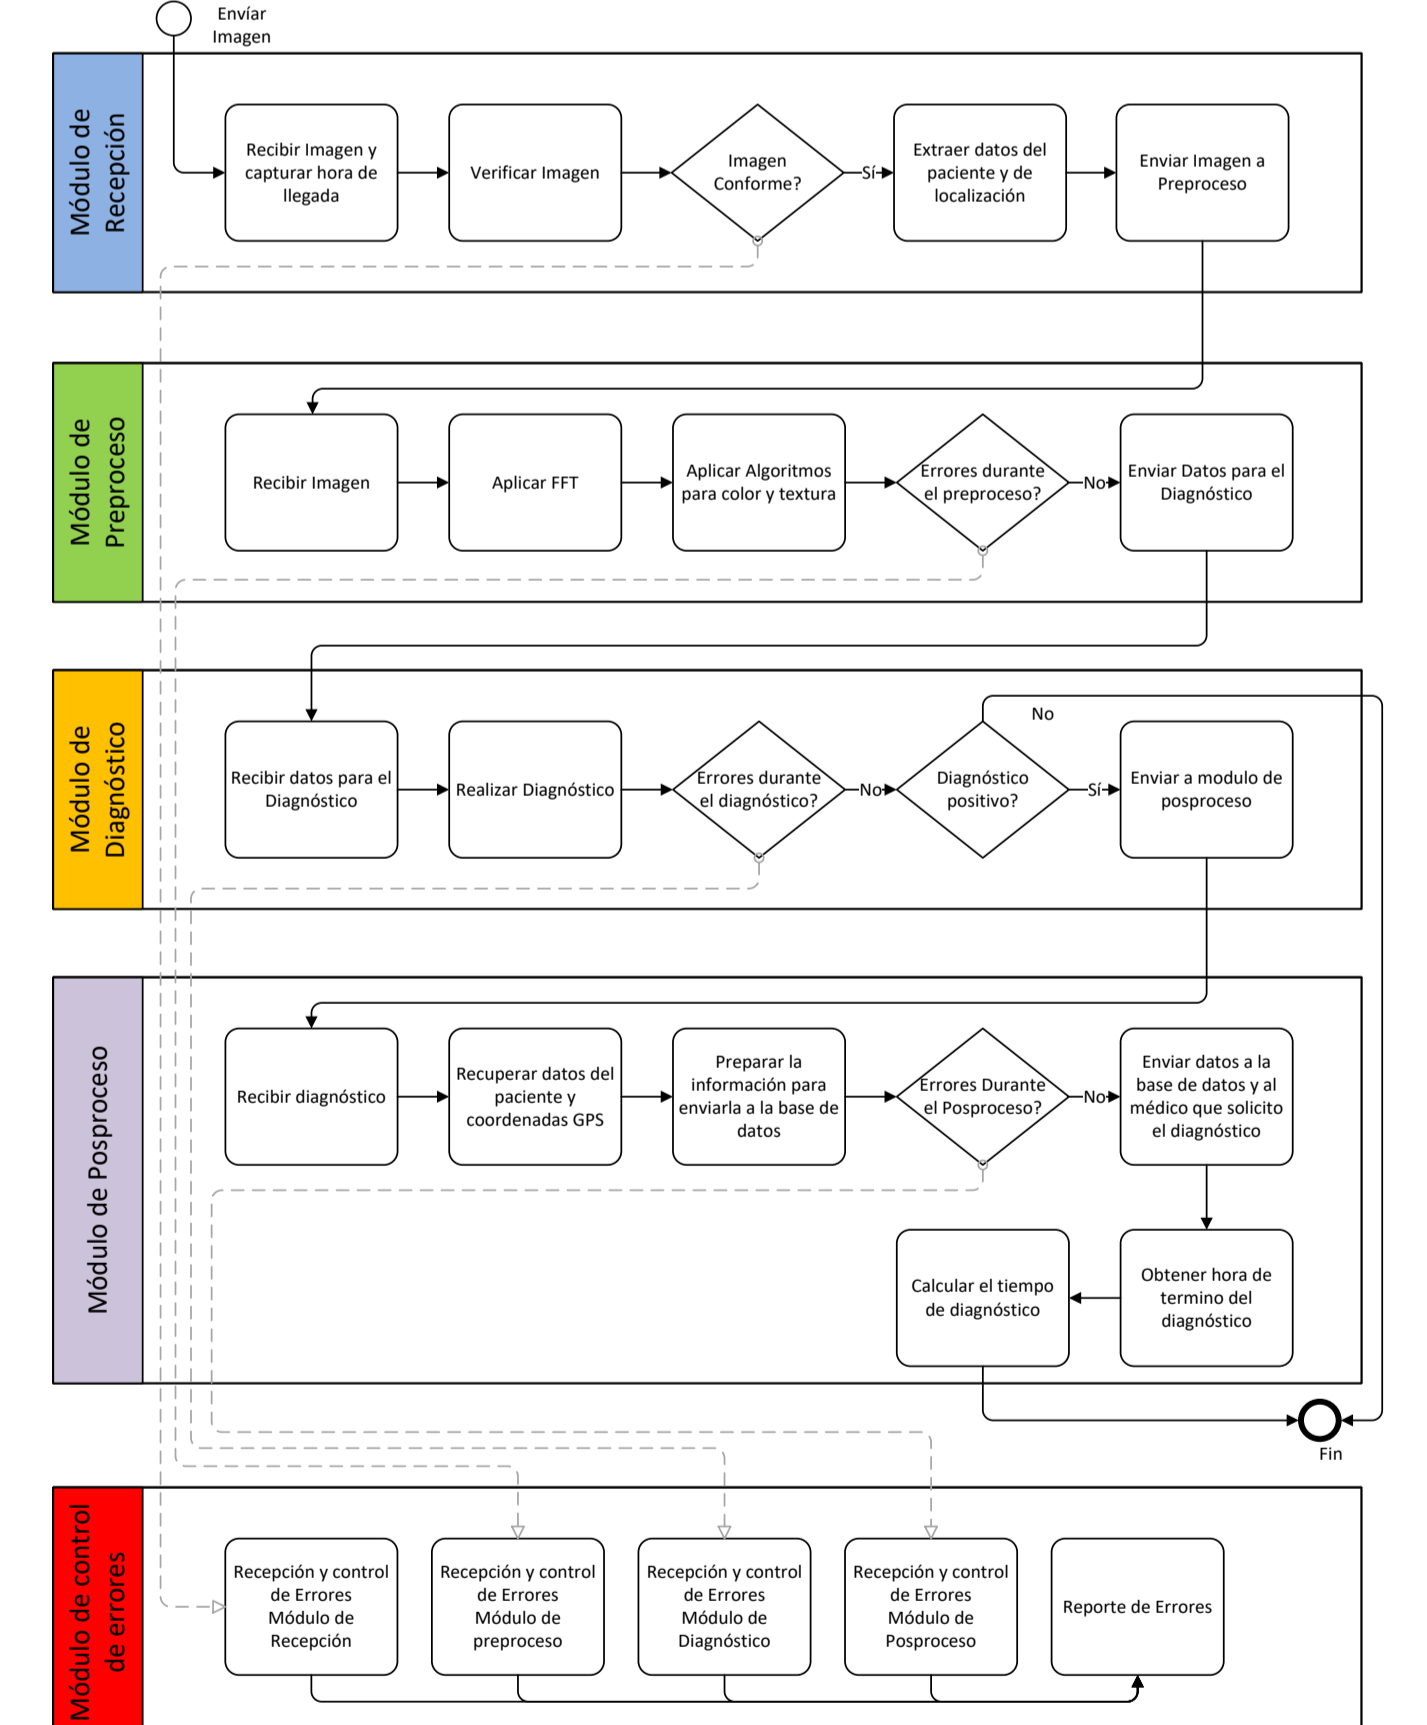 Envíar
Imagen
Módulo de
Recepción
Recibir Imagen y
capturar hora de
llegada
Verificar Imagen
Imagen
Conforme?
Sí
Extraer datos del
paciente y de
localización
Enviar Imagen a
Preproceso
Módulo de
Preproceso
Recibir Imagen
Aplicar FFT
Aplicar Algoritmos
para color y textura
Errores durante
el preproceso?
No
Enviar Datos para el
Diagnóstico
Módulo de
Diagnóstico
Recibir datos para el
Diagnóstico
Realizar Diagnóstico
Errores durante
el diagnóstico?
No
Diagnóstico
positivo?
No
Sí
Enviar a modulo de
posproceso
Módulo de Posproceso
Recibir diagnóstico
Recuperar datos del
paciente y
coordenadas GPS
Preparar la
información para
enviarla a la base de
datos
Errores Durante
el Posproceso?
No
Enviar datos a la
base de datos y al
médico que solicito
el diagnóstico
Calcular el tiempo
de diagnóstico
Obtener hora de
termino del
diagnóstico
Fin
Módulo de control
de errores
Recepción y control
de Errores
Módulo de
Recepción
Recepción y control
de Errores
Módulo de
preproceso
Recepción y control
de Errores
Módulo de
Diagnóstico
Recepción y control
de Errores
Módulo de
Posproceso
Reporte de Errores